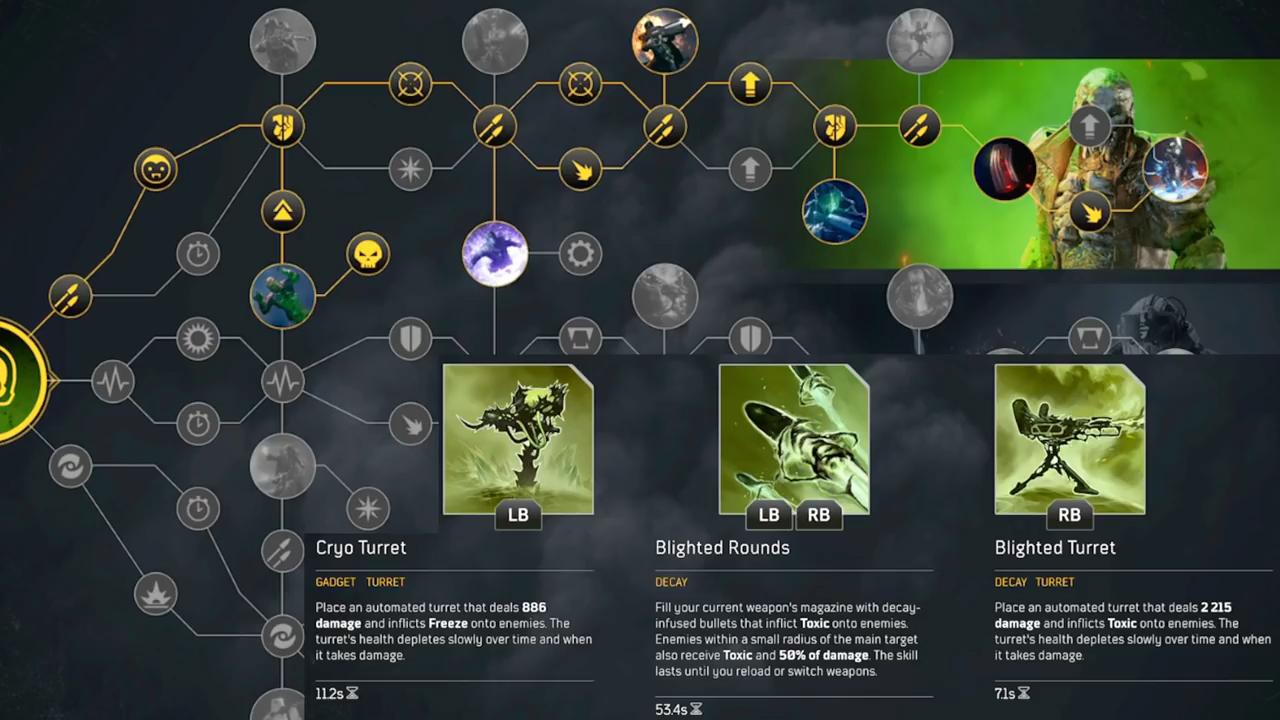 LB
LB RB
RB
Cryo Turret
GADGET TURRET
Place an automated turret that deals 886
damage and inflicts Freeze onto enemies. The
turret's health depletes slowly over time and when
it takes damage.
11.2s
Blighted Rounds
DECAY
Fill your current weapon's magazine with decay-
infused bullets that inflict Toxic onto enemies.
Enemies within a small radius of the main target
also receive Toxic and 50% of damage. The skill
lasts until you reload or switch weapons.
53.4s
Blighted Turret
DECAY TURRET
Place an automated turret that deals 2 215
damage and inflicts Toxic onto enemies. The
turret's health depletes slowly over time and when
it takes damage.
7.1s